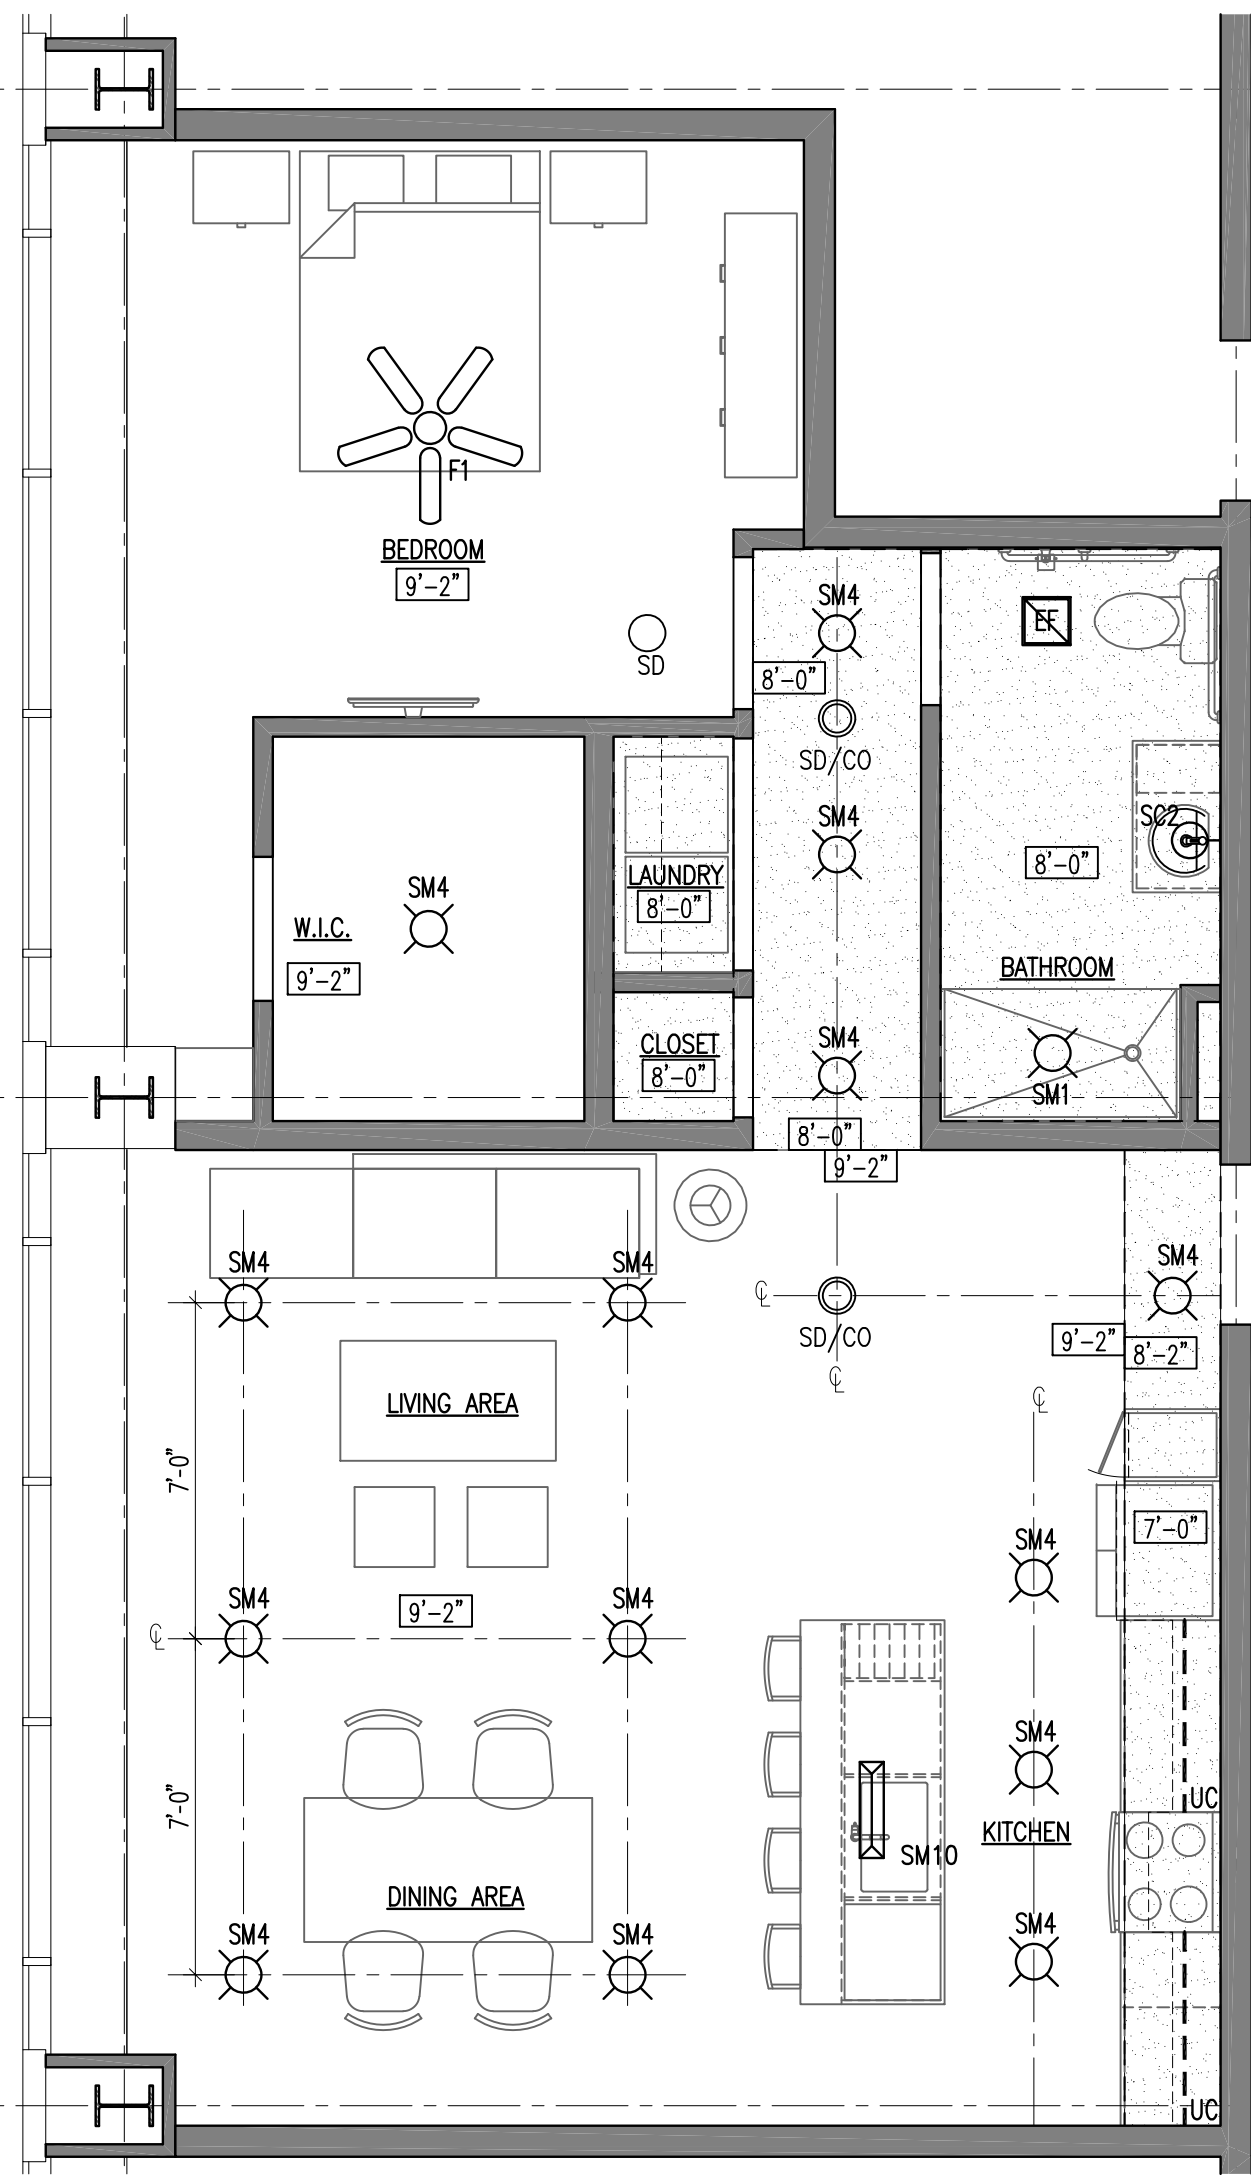 F1
BEDROOM
9'-2"
SD
SM4
EF
8'-0"
SD/CO
SM4
SC2
8'-0"
LAUNDRY
8'-0"
SM4
W.I.C.
9'-2"
BATHROOM
CLOSET
8'-0"
SM4
SM1
8'-0"
9'-2"
SM4
SM4
SM4
℄
SD/CO
℄
9'-2"
8'-2"
LIVING AREA
℄
7'-0"
7'-0"
SM4
SM4
SM4
9'-2"
℄
SM4
7'-0"
UC
KITCHEN
SM10
DINING AREA
SM4
SM4
SM4
UC